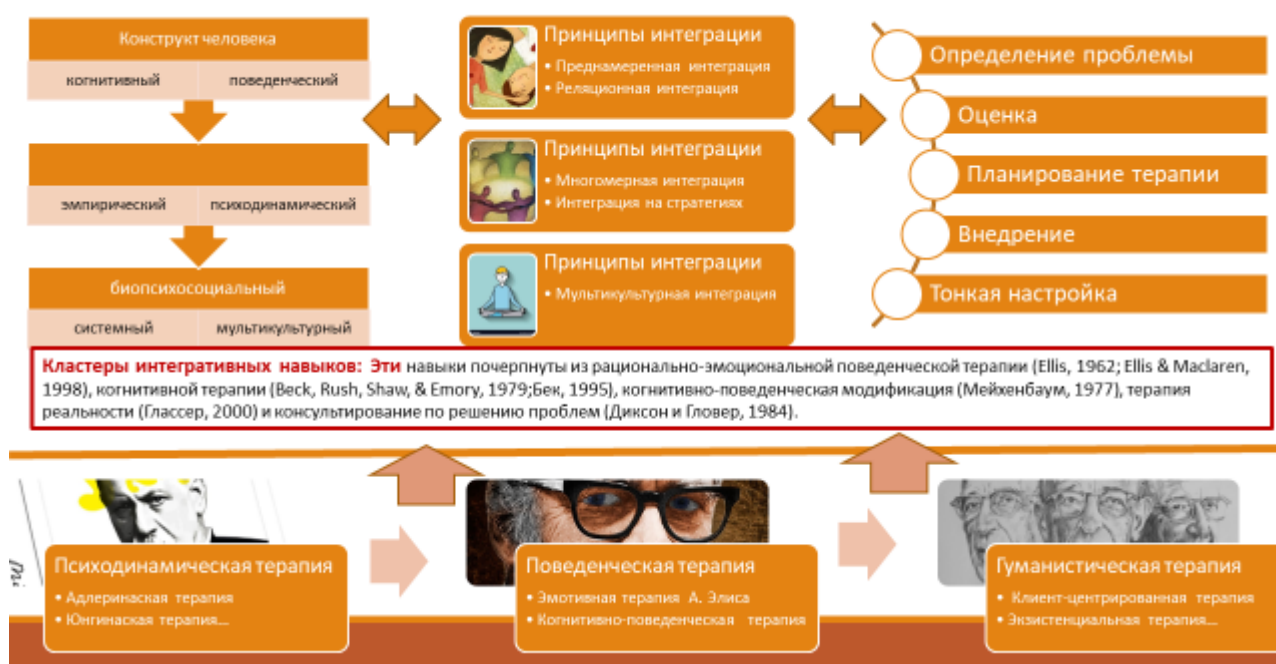 Конструкт человека
когнитивный
поведенческий
эмпирический
психодинамический
биопсихосоциальный
системный
мультикультурный
Принципы интеграции
• Преднамеренная интеграция
• Реляционная интеграция
Принципы интеграции
• Многомерная интеграция
• Интеграция на стратегиях
Принципы интеграции
• Мультикультурная интеграция
Определение проблемы
Оценка
Планирование терапии
Внедрение
Тонкая настройка
Кластеры интегративных навыков: Эти навыки почерпнуты из рационально-эмоциональной поведенческой терапии (Ellis, 1962; Ellis & Maclaren,
1998), когнитивной терапии (Beck, Rush, Shaw, & Emory, 1979;Бек, 1995), когнитивно-поведенческая модификация (Мейхенбаум, 1977), терапия
реальности (Глассер, 2000) и консультирование по решению проблем (Диксон и Гловер, 1984).
Психодинамическая терапия
• Адлеринаская терапия
• Юнгинаская терапия...
Поведенческая терапия
• Эмотивная терапия А. Элиса
• Когнитивно-поведенческая терапия
Гуманистическая терапия
• Клиент-центрированная терапия
• Экзистенциальная терапия...